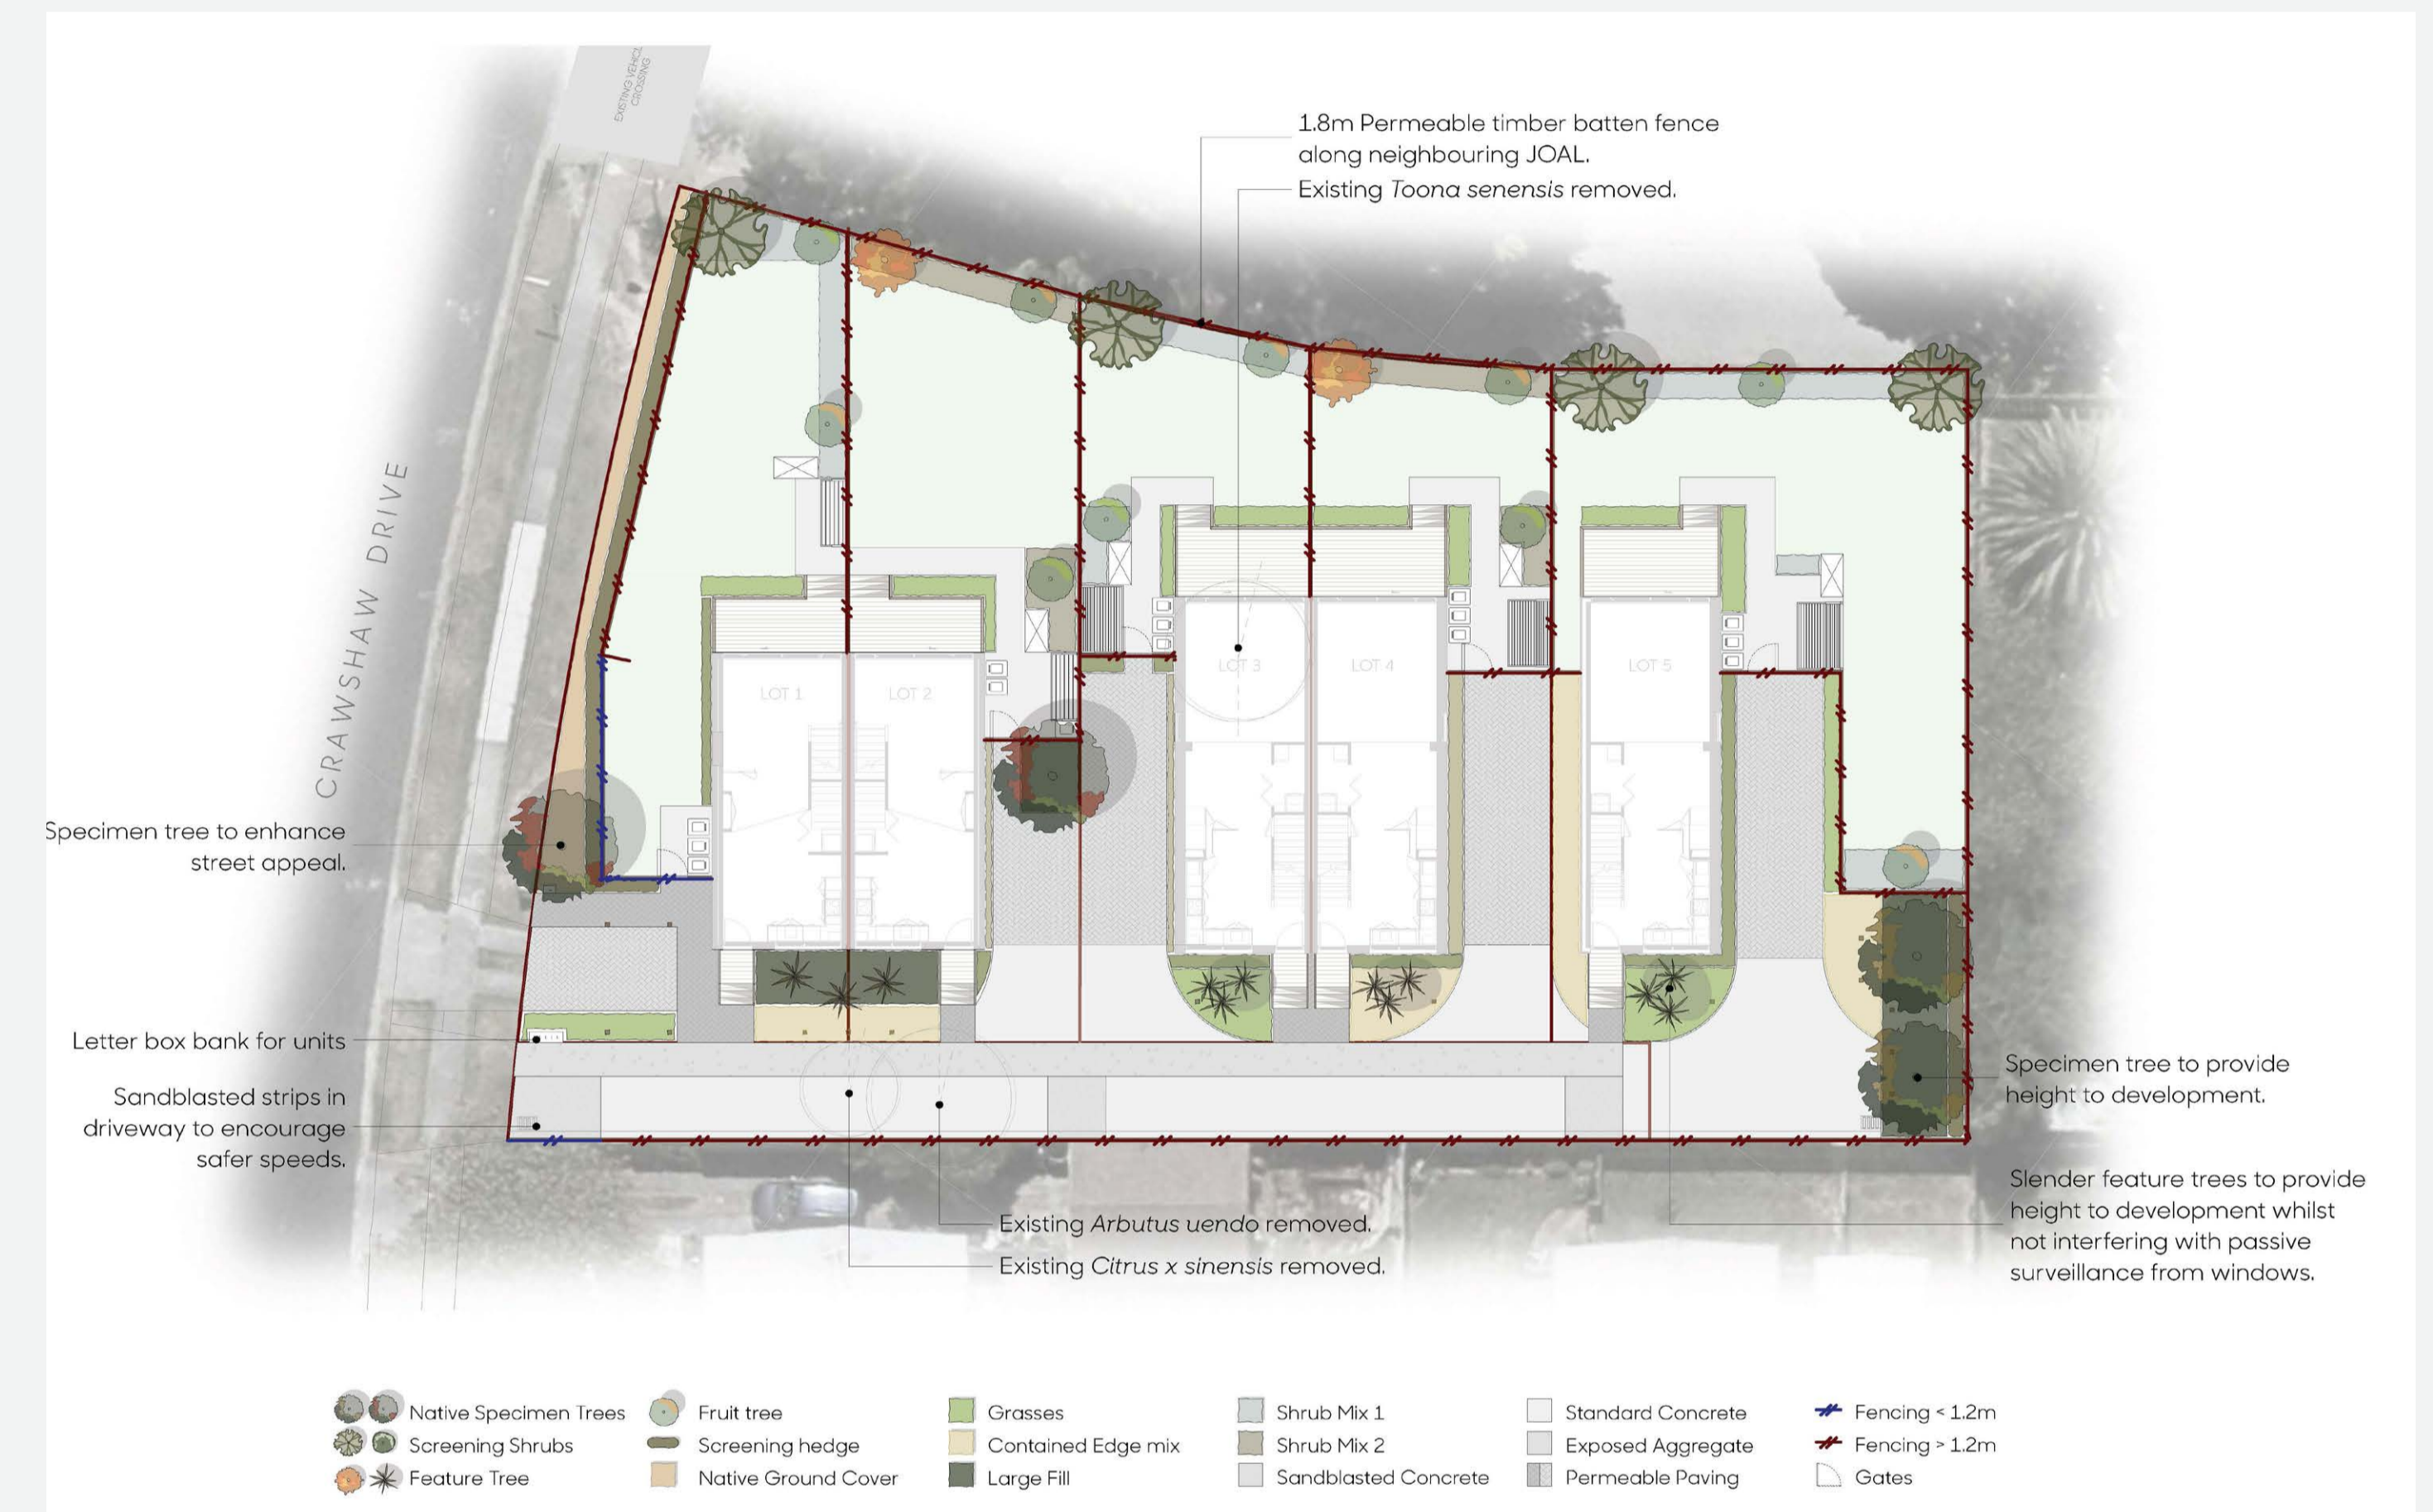 EXISTING VEHICL
CROSSING
1.8m Permeable timber batten fence
along neighbouring JOAL.
Existing Toona senensis removed.
CRAWSHAW DRIVE
LOT 1
LOT 2
LOT 3
LOT 4
LOT 5
Specimen tree to enhance
street appeal.
Letter box bank for units
Sandblasted strips in
driveway to encourage
safer speeds.
Specimen tree to provide
height to development.
Slender feature trees to provide
height to development whilst
not interfering with passive
surveillance from windows.
Existing Arbutus uendo removed.
Existing Citrus x sinensis removed.
Native Specimen Trees
Screening Shrubs
Feature Tree
Fruit tree
Screening hedge
Native Ground Cover
Grasses
Contained Edge mix
Large Fill
Shrub Mix 1
Shrub Mix 2
Sandblasted Concrete
Standard Concrete
Exposed Aggregate
Permeable Paving
Fencing < 1.2m
Fencing > 1.2m
Gates